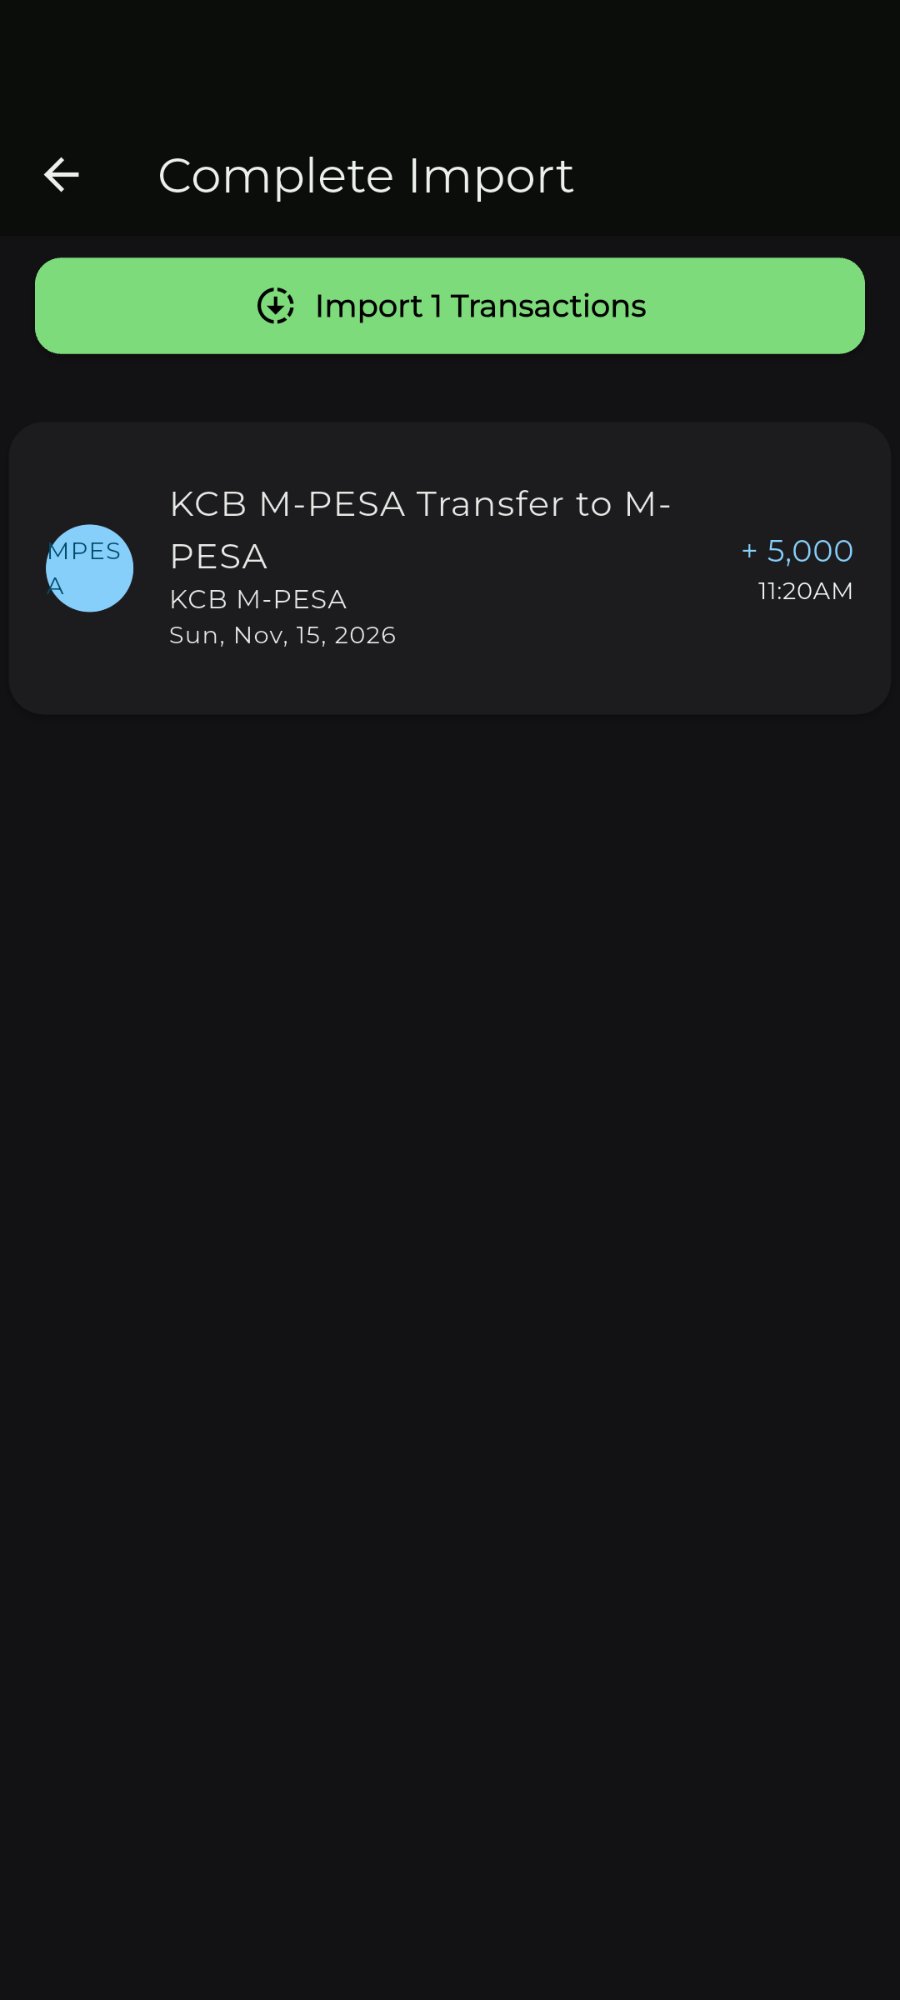 Complete Import
Import 1 Transactions
KCB M-PESA Transfer to M-
PESA
MPES
A
KCB M-PESA
Sun, Nov, 15, 2026
+ 5,000
11:20AM